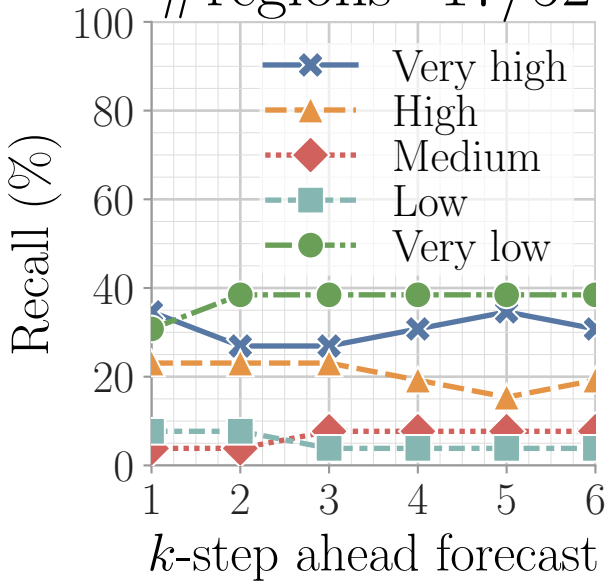 # regions
100
80
60
40
20
0
Recall (%)
Very high
High
Medium
Low
Very low
1 2 3 4 5 6
k-step ahead forecast